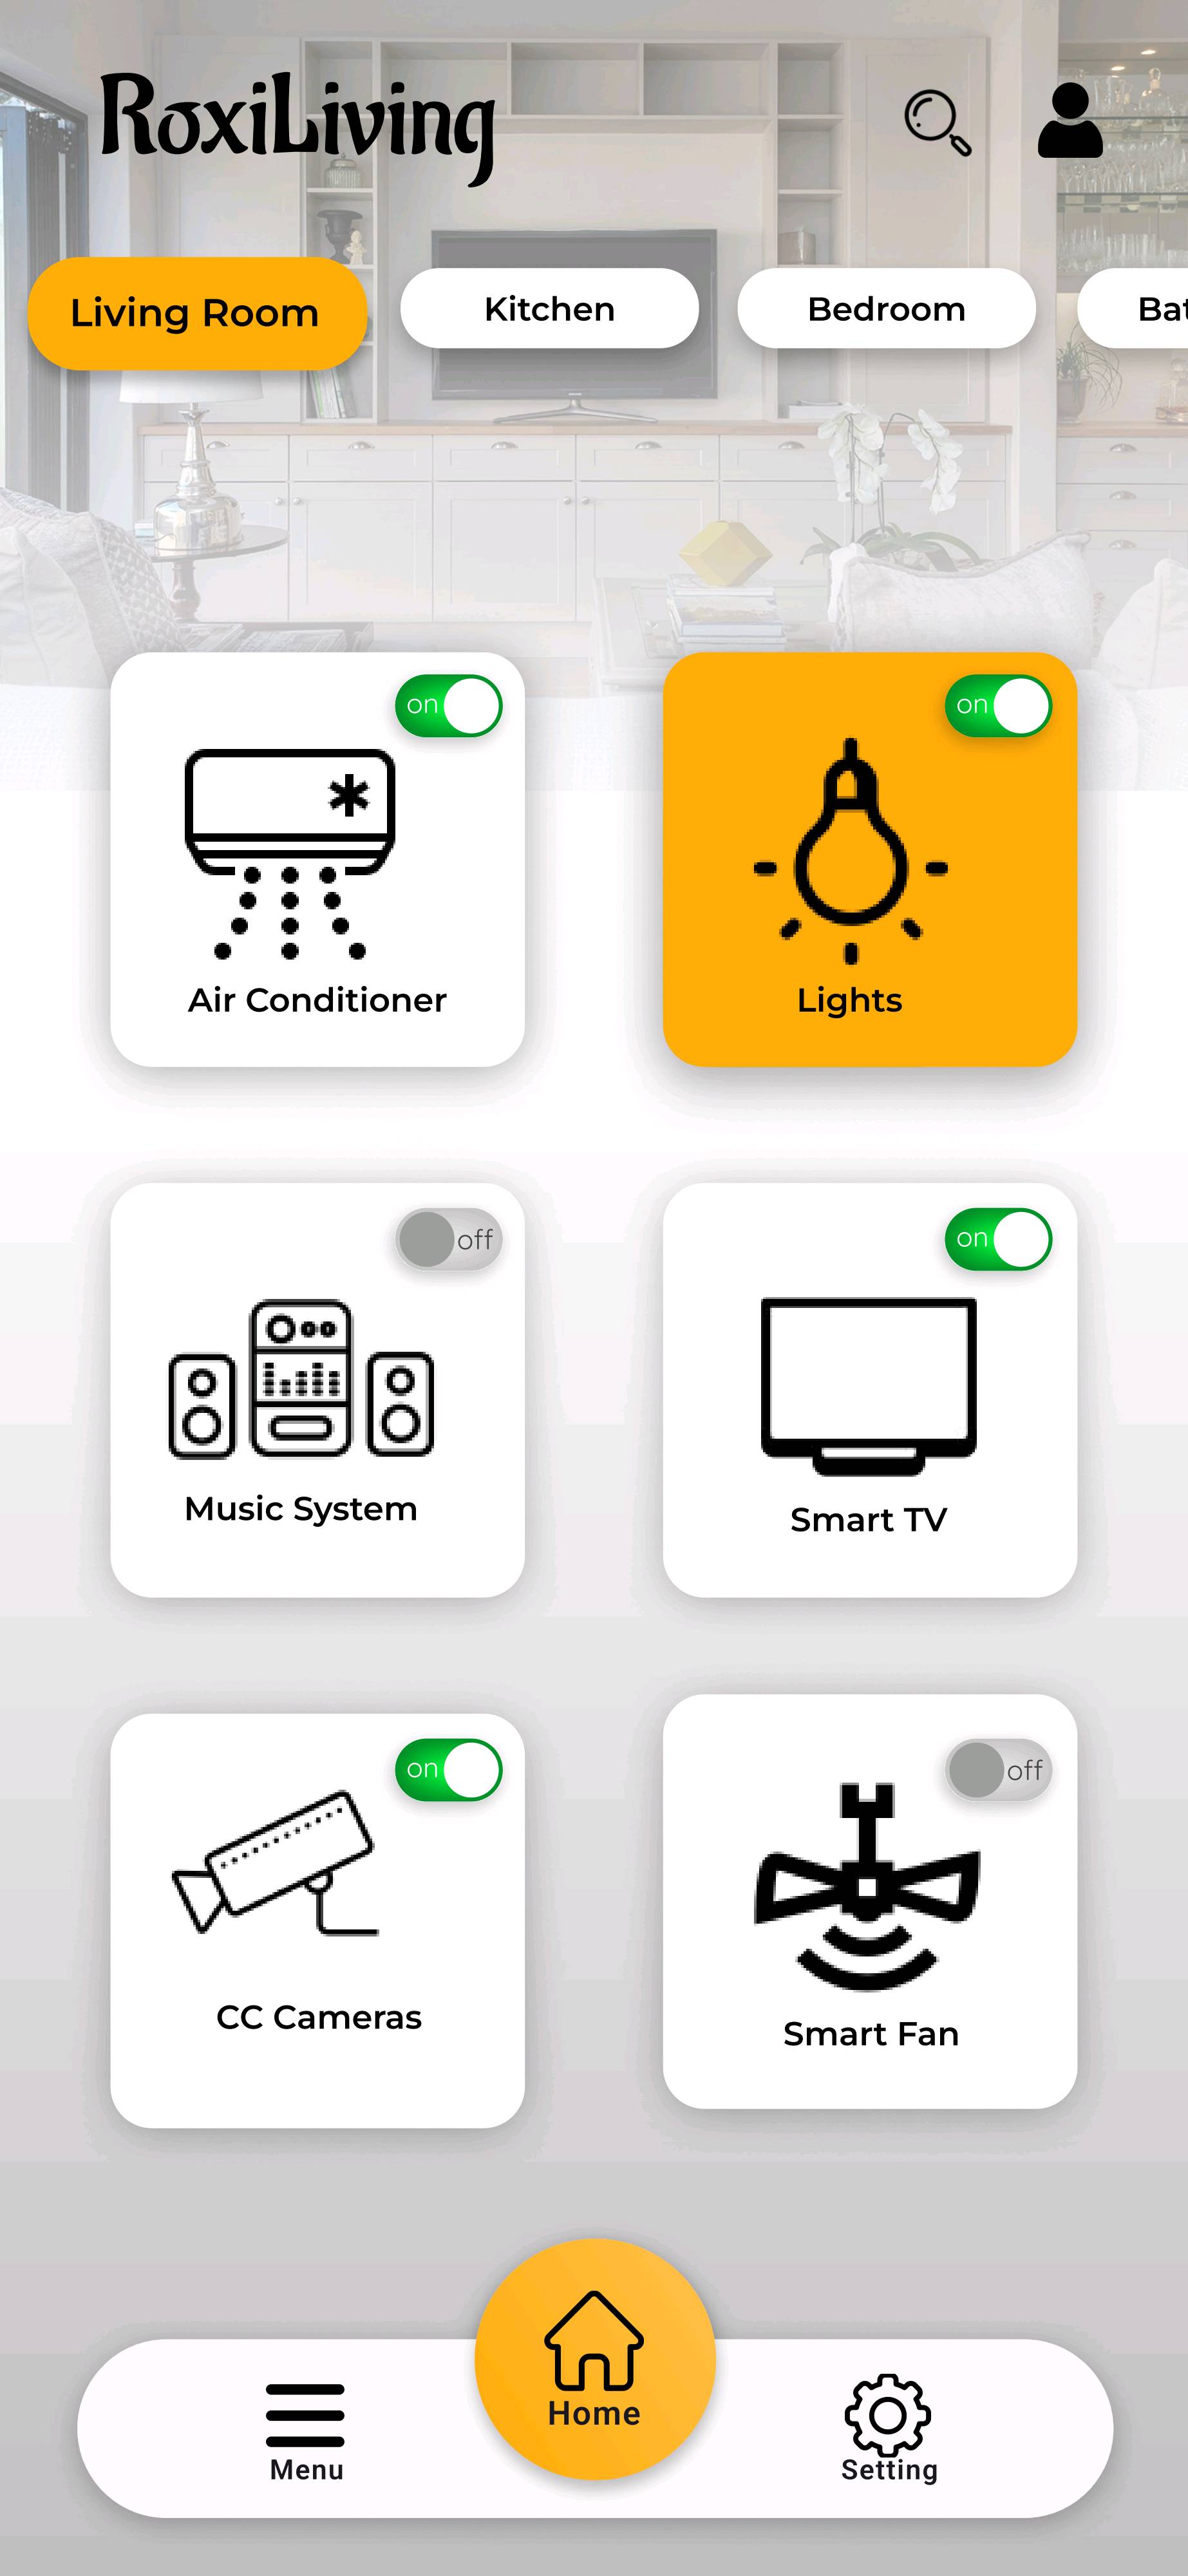 RoxiLiving
Living Room
Kitchen
Bedroom
Bat
on
on
Air Conditioner
Lights
off
on
Music System
Smart TV
on
off
CC Cameras
Smart Fan
Home
Menu
Setting